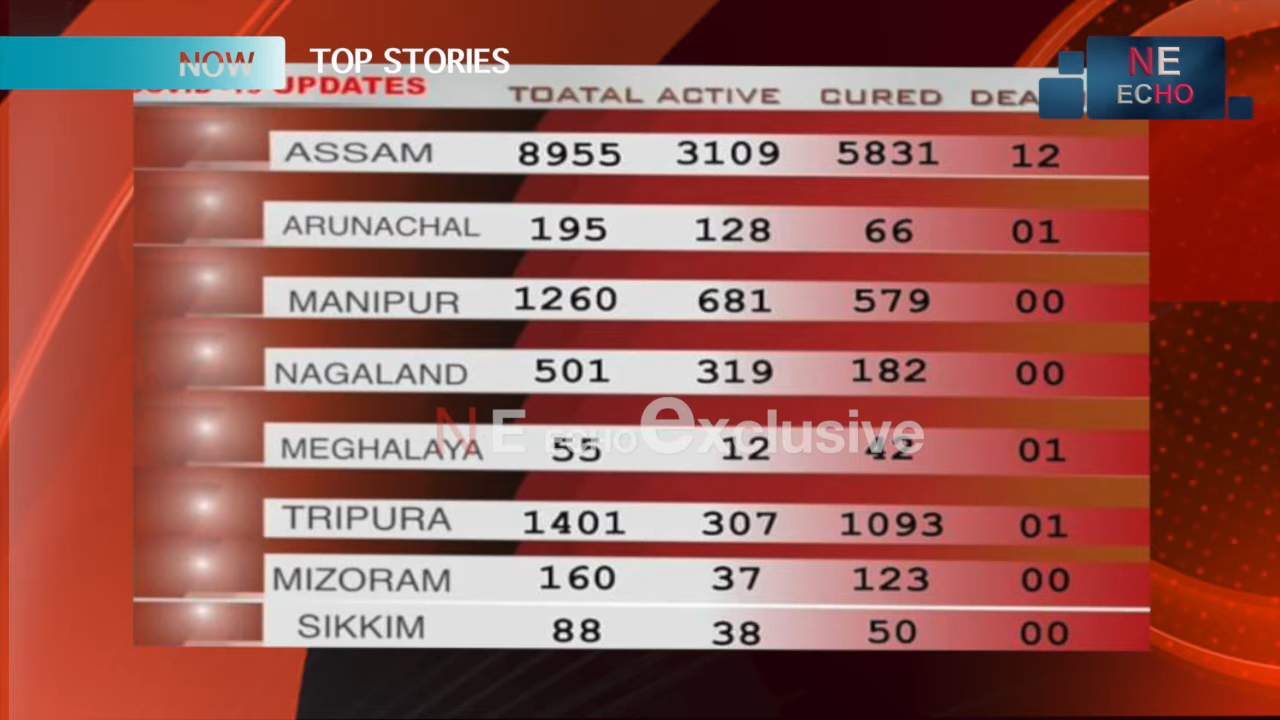 NOW TOP STORIES
NE
ECHO
UPDATES
TOATAL ACTIVE CURED
ASSAM 8955 3109 5831 12
ARUNACHAL 195 128 66 01
MANIPUR 1260 681 579 00
NAGALAND 501 319 182 00
NE ECHO exclusive
MEGHALAYA 55 12 42 01
TRIPURA 1401 307 1093 01
MIZORAM 160 37 123 00
SIKKIM 88 38 50 00